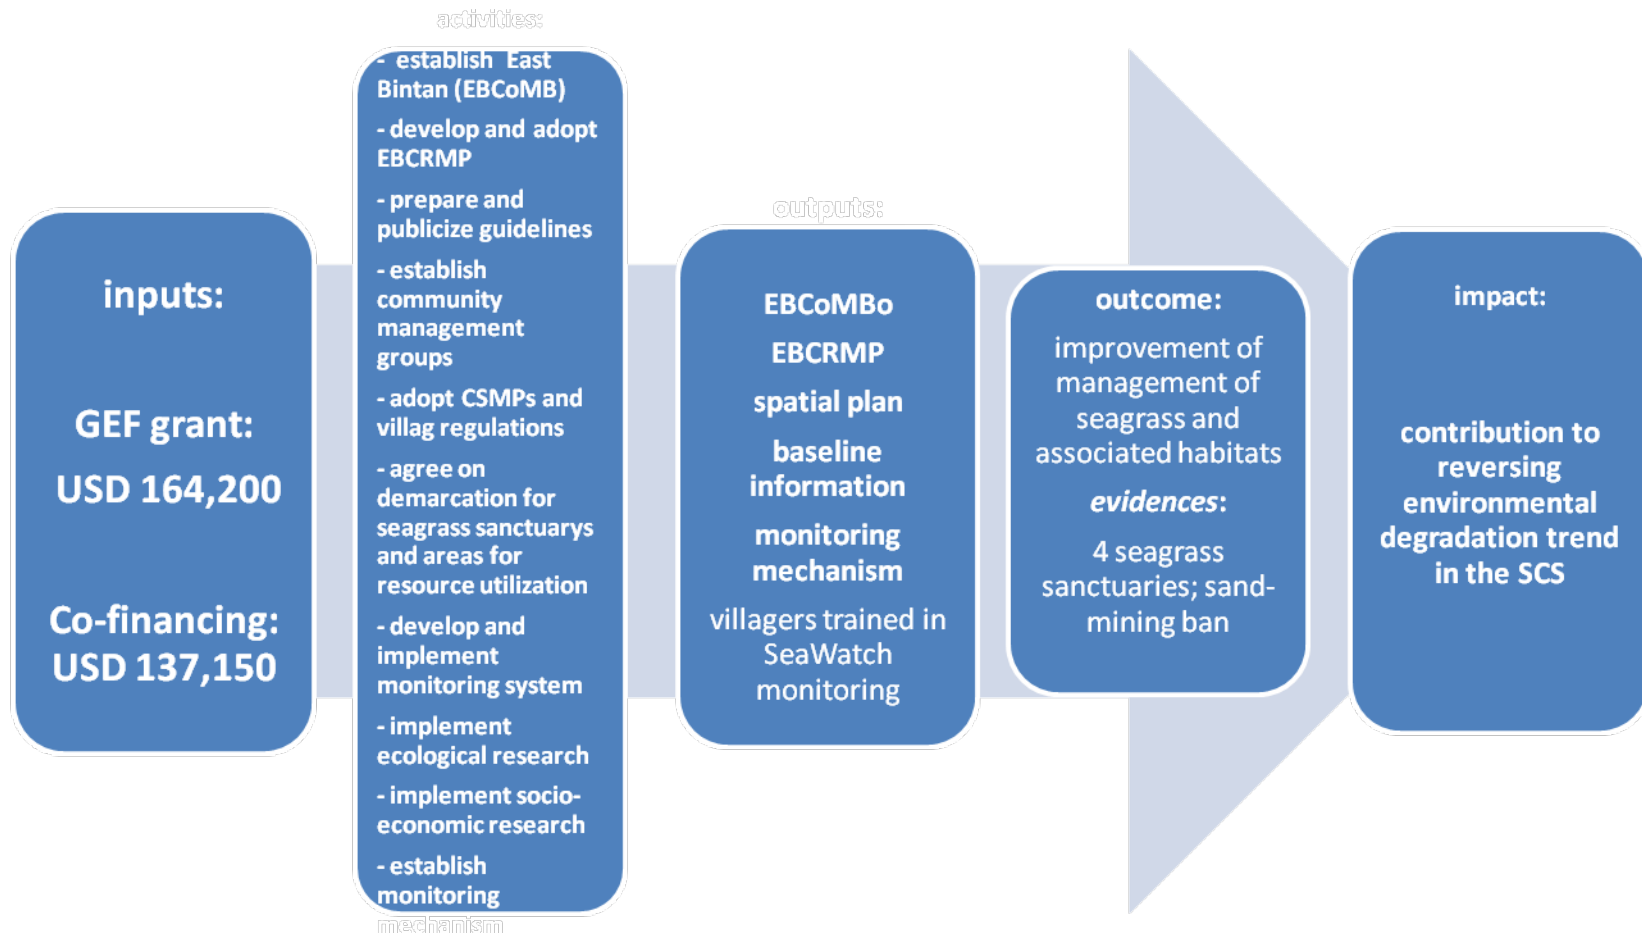 inputs:
GEF grant:
USD 164,200
Co-financing:
USD 137,150
activities:
- establish East
Bintan (EBCoMB)
- develop and adopt
EBCRMP
- prepare and
publicize guidelines
- establish
community
management
groups
- adopt CSMPs and
villag regulations
- agree on
demarcation for
seagrass sanctuarys
and areas for
resource utilization
- develop and
implement
monitoring system
- implement
ecological research
- implement socio-
economic research
- establish
monitoring
mechanism
outputs:
EBCoMBo
EBCRMP
spatial plan
baseline
information
monitoring
mechanism
villagers trained in
SeaWatch
monitoring
outcome:
improvement of
management of
seagrass and
associated habitats
evidences:
4 seagrass
sanctuaries; sand-
mining ban
impact:
contribution to
reversing
environmental
degradation trend
in the SCS